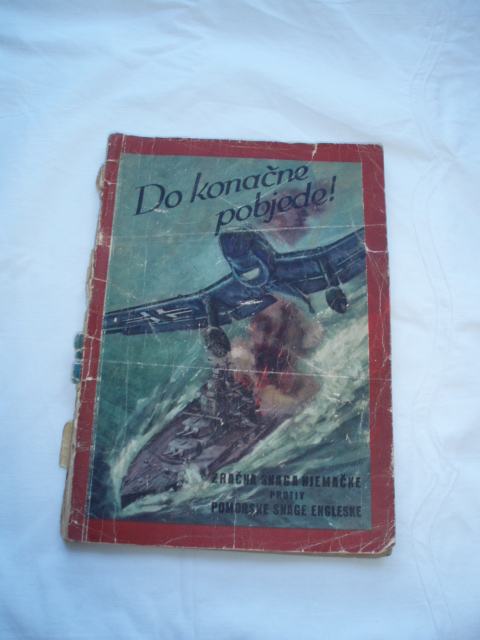 Do konačne
pobjede!
ZRAČNA SNAGA NJEMAČKE
PROTIV
POMORSKE SNAGE ENGLESKE